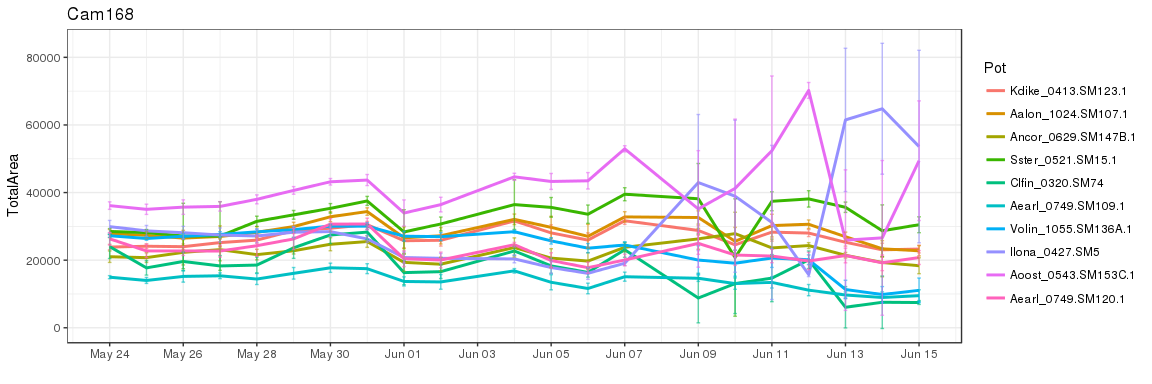 Cam168
TotalArea
80000
60000
40000
20000
0
May 24 May 26 May 28 May 30 Jun 01 Jun 03 Jun 05 Jun 07 Jun 09 Jun 11 Jun 13 Jun 15
Pot
Kdike_0413.SM123.1
Aalon_1024.SM107.1
Ancor_0629.SM147B.1
Sster_0521.SM15.1
Clfin_0320.SM74
Aearl_0749.SM109.1
Volin_1055.SM136A.1
Ilona_0427.SM5
Aoost_0543.SM153C.1
Aearl_0749.SM120.1